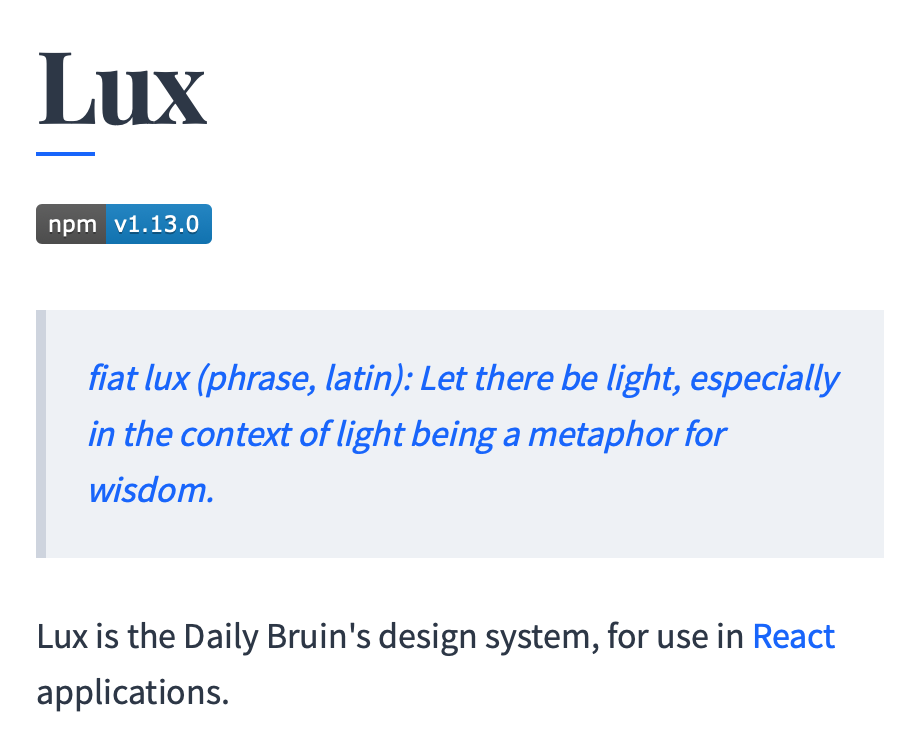 Lux
npm v1.13.0
fiat lux (phrase, latin): Let there be light, especially
in the context of light being a metaphor for
wisdom.
Lux is the Daily Bruin's design system, for use in React
applications.